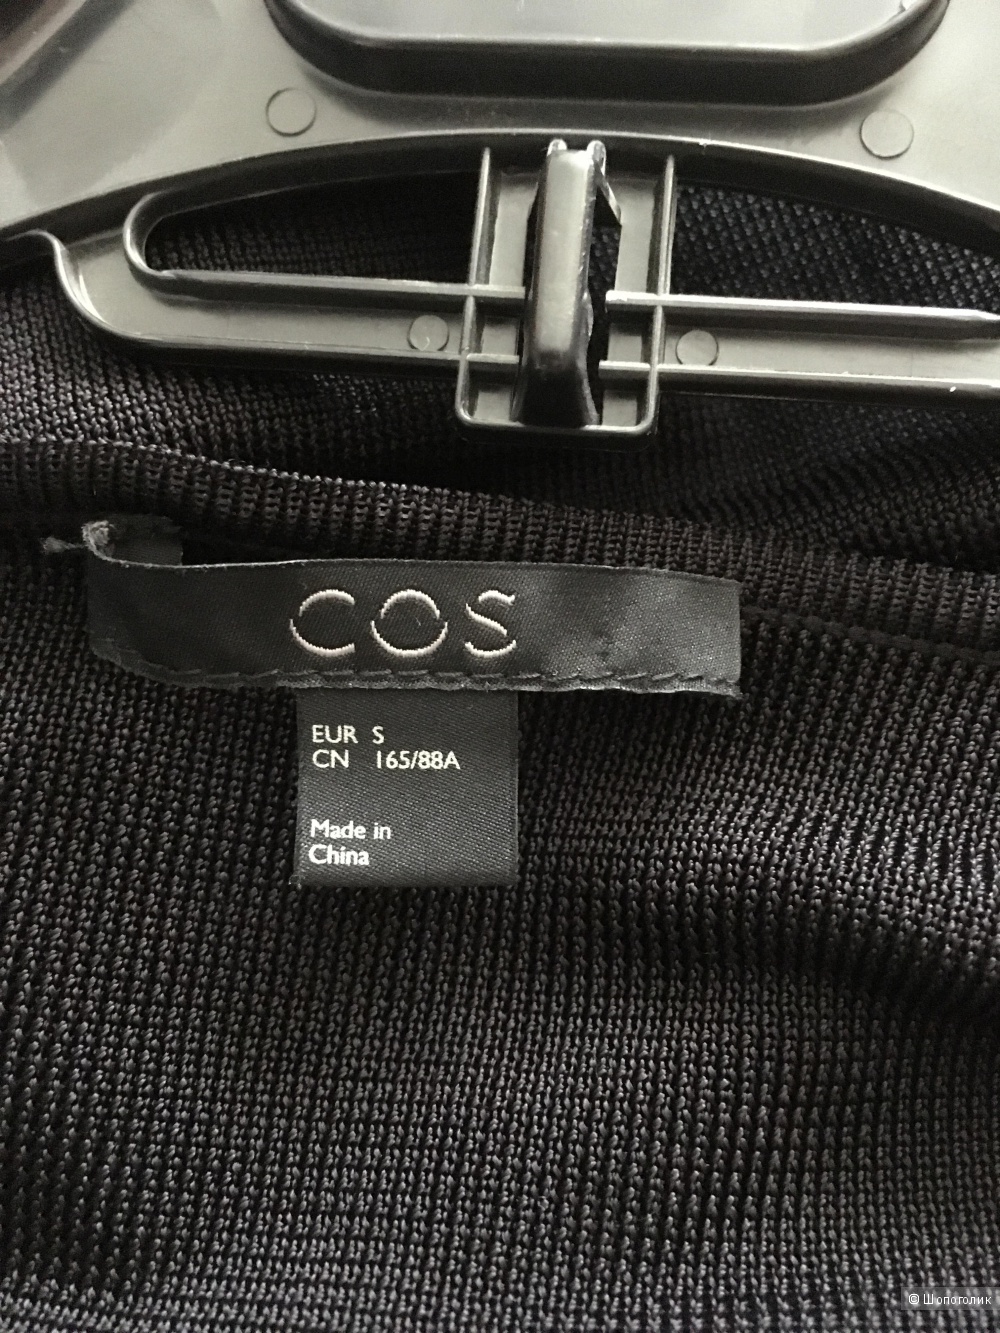 COS
EUR S
CN 165/88A
Made in
China
© Шопоголик